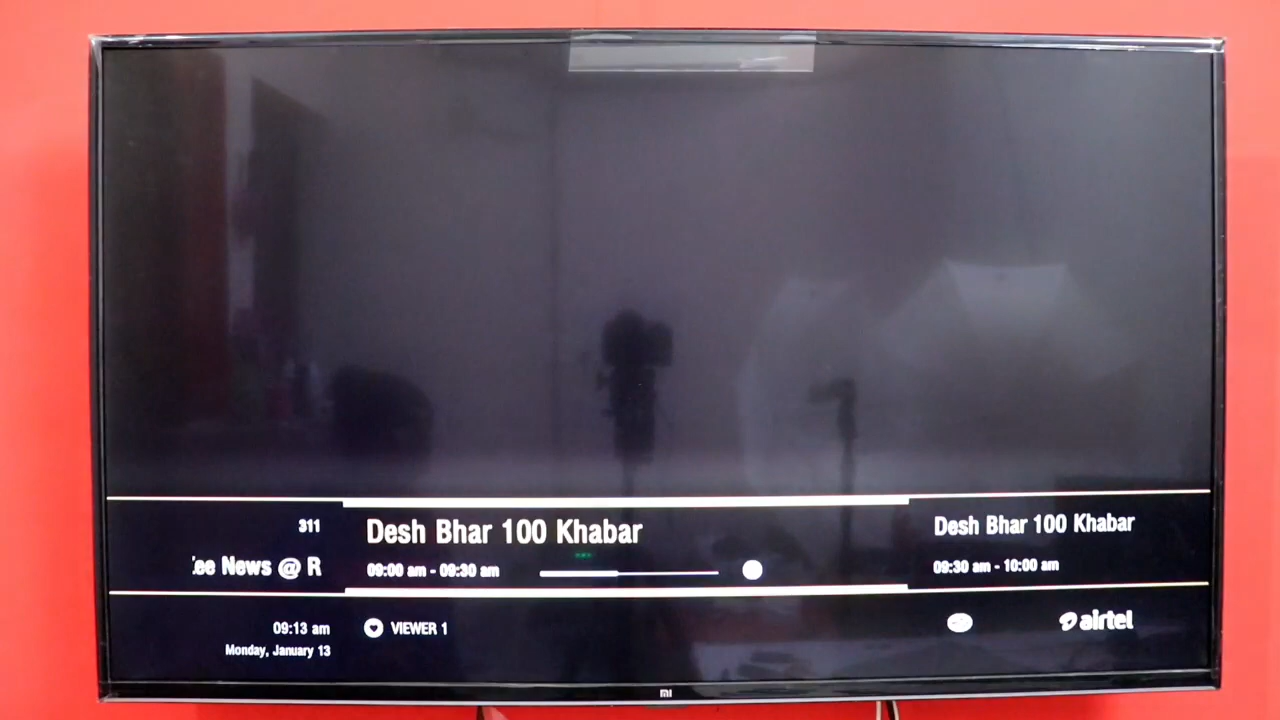 311
ee News @ R
Desh Bhar 100 Khabar
09:00 am - 09:30 am
Desh Bhar 100 Khabar
09:30 am - 10:00 am
09:13 am
Monday, January 13
VIEWER 1
airtel
mi